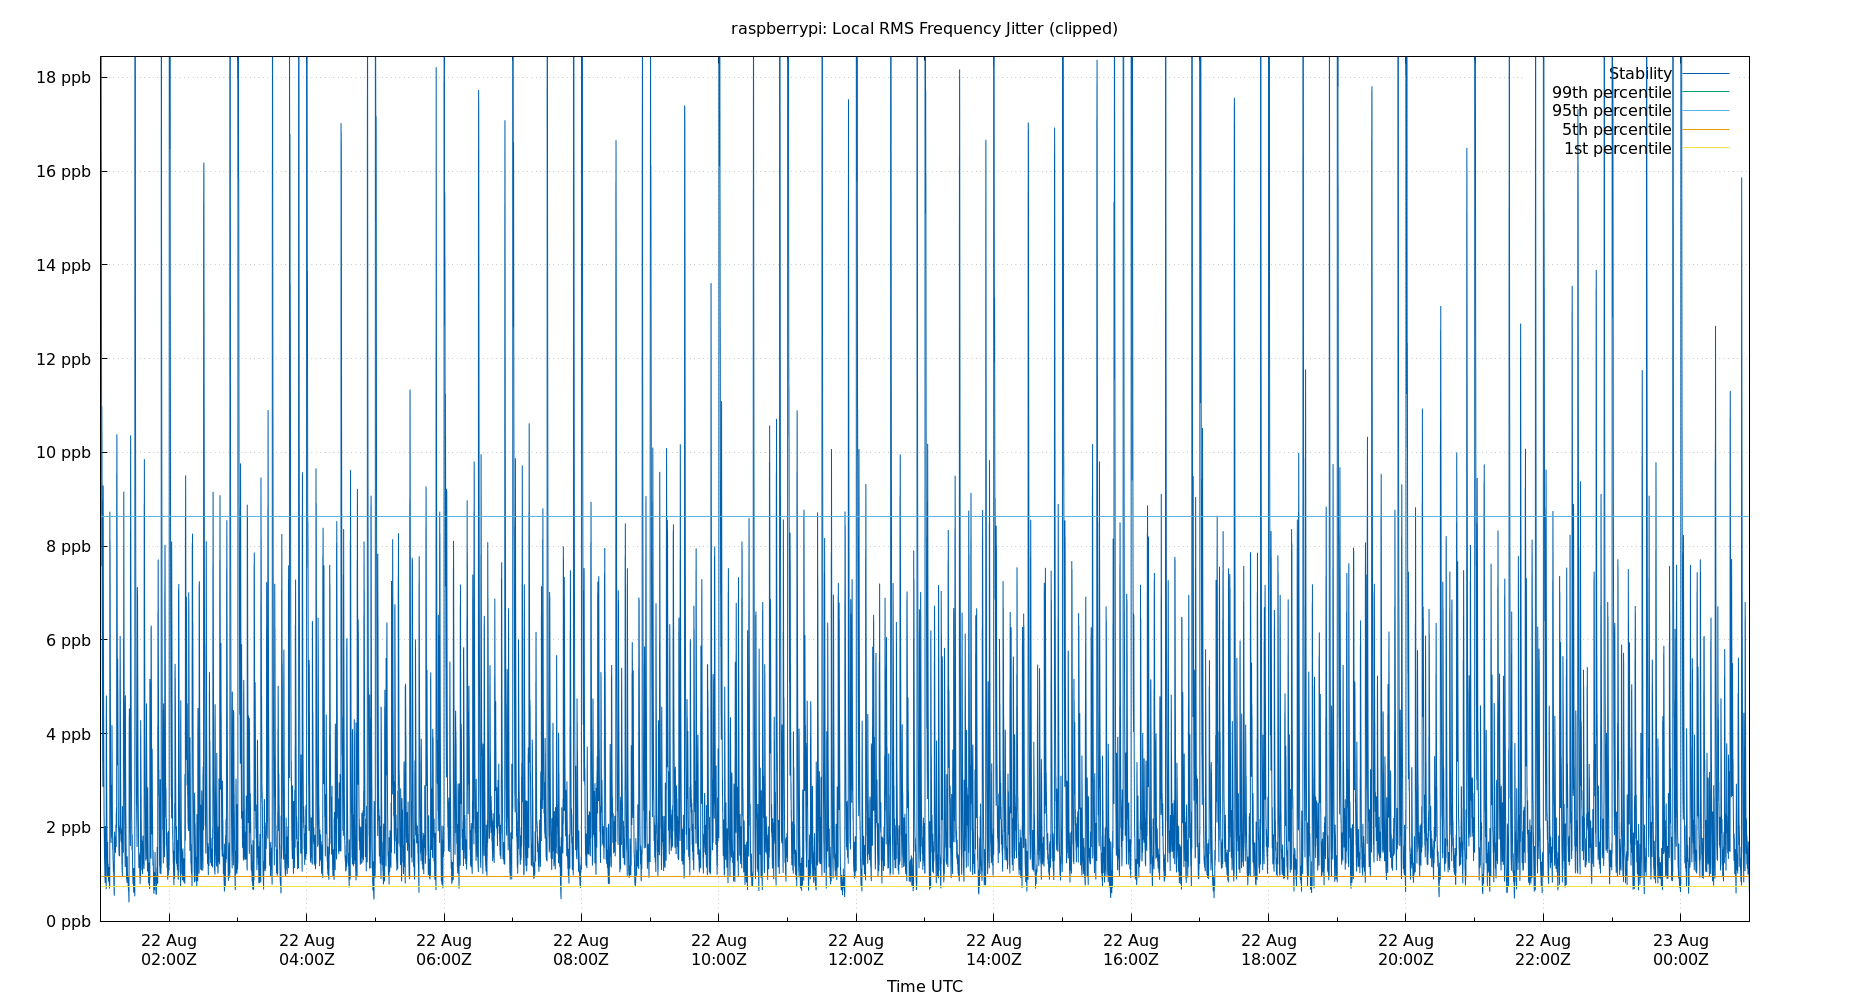 raspberrypi: Local RMS Frequency Jitter (clipped)
18 ppb
16 ppb
14 ppb
12 ppb
10 ppb
8 ppb
6 ppb
4 ppb
2 ppb
0 ppb
Stability
99th percentile
95th percentile
5th percentile
1st percentile
22 Aug 22 Aug 22 Aug 22 Aug 22 Aug 22 Aug 22 Aug 22 Aug 22 Aug 22 Aug 22 Aug 23 Aug
02:00Z 04:00Z 06:00Z 08:00Z 10:00Z 12:00Z 14:00Z 16:00Z 18:00Z 20:00Z 22:00Z 00:00Z
Time UTC